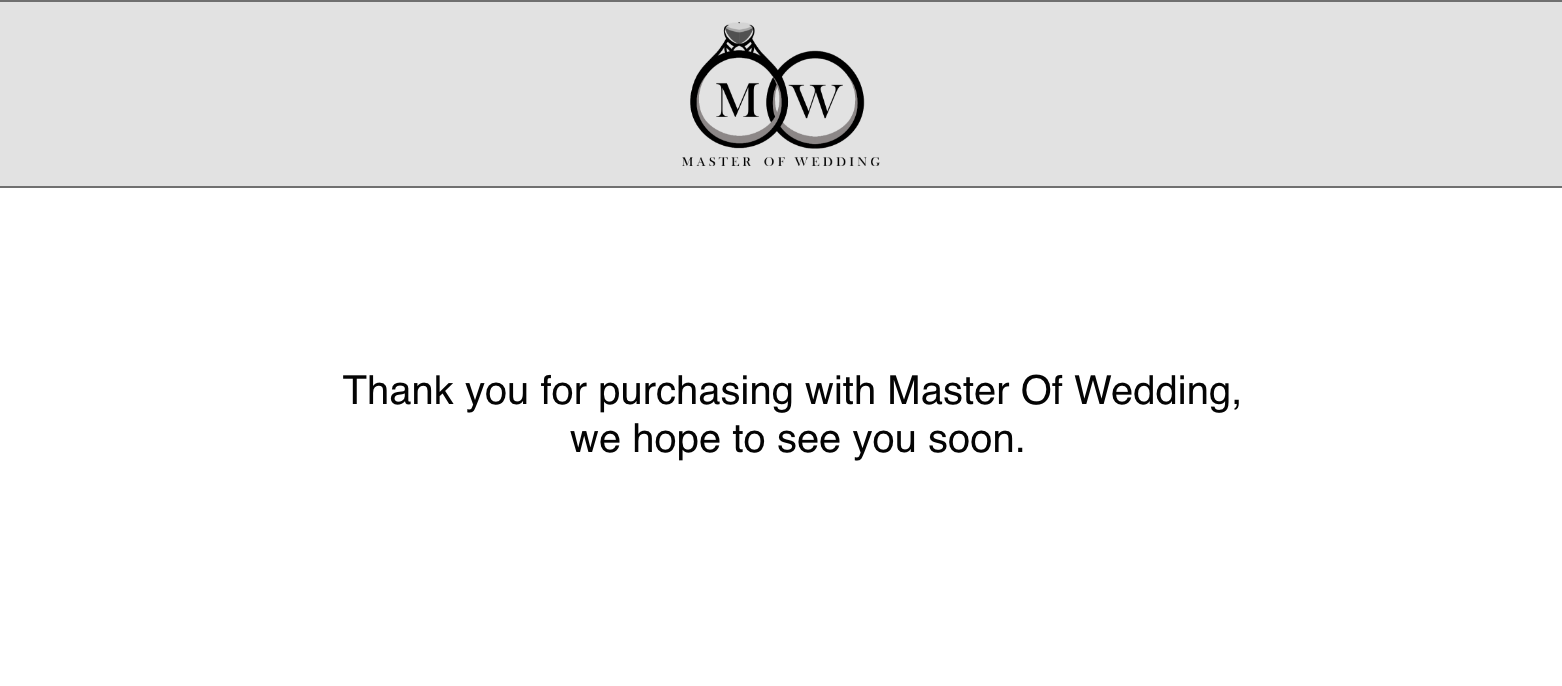 M W
MASTER OF WEDDING
Thank you for purchasing with Master Of Wedding,
we hope to see you soon.